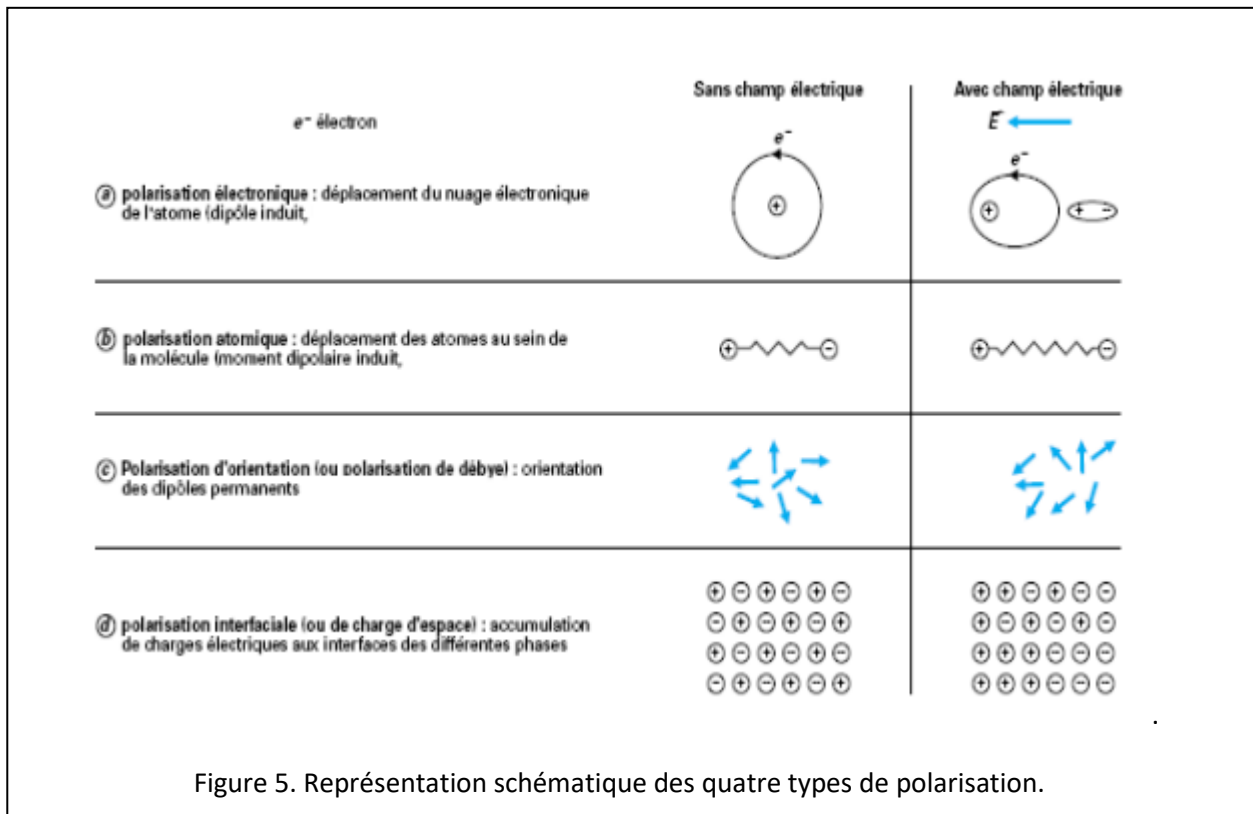 Sans champ électrique
Avec champ électrique
E
e⁻ électron
e⁻
e⁻
ⓐ polarisation électronique : déplacement du nuage électronique
de l'atome (dipôle induit,
+
+
+ −
ⓑ polarisation atomique : déplacement des atomes au sein de
la molécule (moment dipolaire induit,
+ −
+ −
ⓒ Polarisation d'orientation (ou polarisation de débye) : orientation
des dipôles permanents
ⓓ polarisation interfaciale (ou de charge d'espace) : accumulation
de charges électriques aux interfaces des différentes phases
+ − + − + −
− + − + − +
+ − + − + −
− + − + − +
+ + − + − −
+ − + − + −
+ + + − − −
+ + + − − −
.
Figure 5. Représentation schématique des quatre types de polarisation.